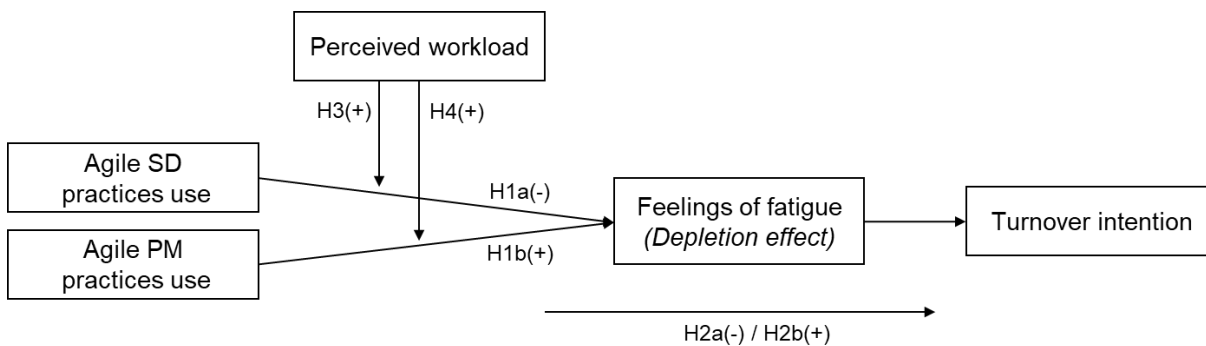 Perceived workload
H3(+)
H4(+)
Agile SD
practices use
H1a(-)
Feelings of fatigue
(Depletion effect)
Turnover intention
Agile PM
practices use
H1b(+)
H2a(-) / H2b(+)